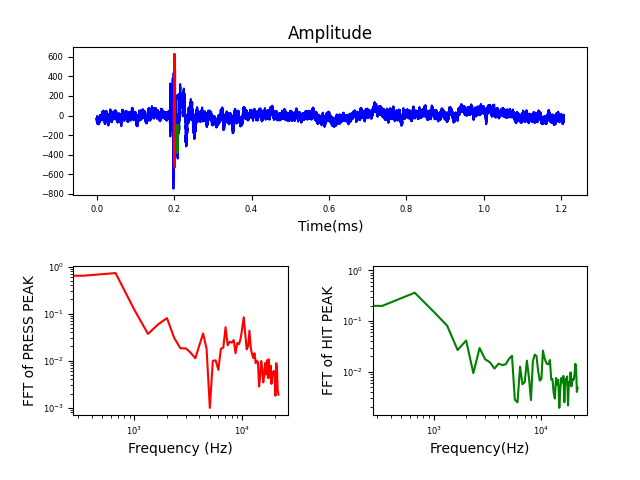 Amplitude
600
400
200
0
−200
−400
−600
−800
0.0 0.2 0.4 0.6 0.8 1.0 1.2
Time(ms)
FFT of PRESS PEAK
10⁰
10⁻¹
10⁻²
10⁻³
10³ 10⁴
Frequency (Hz)
FFT of HIT PEAK
10⁰
10⁻¹
10⁻²
10³ 10⁴
Frequency(Hz)